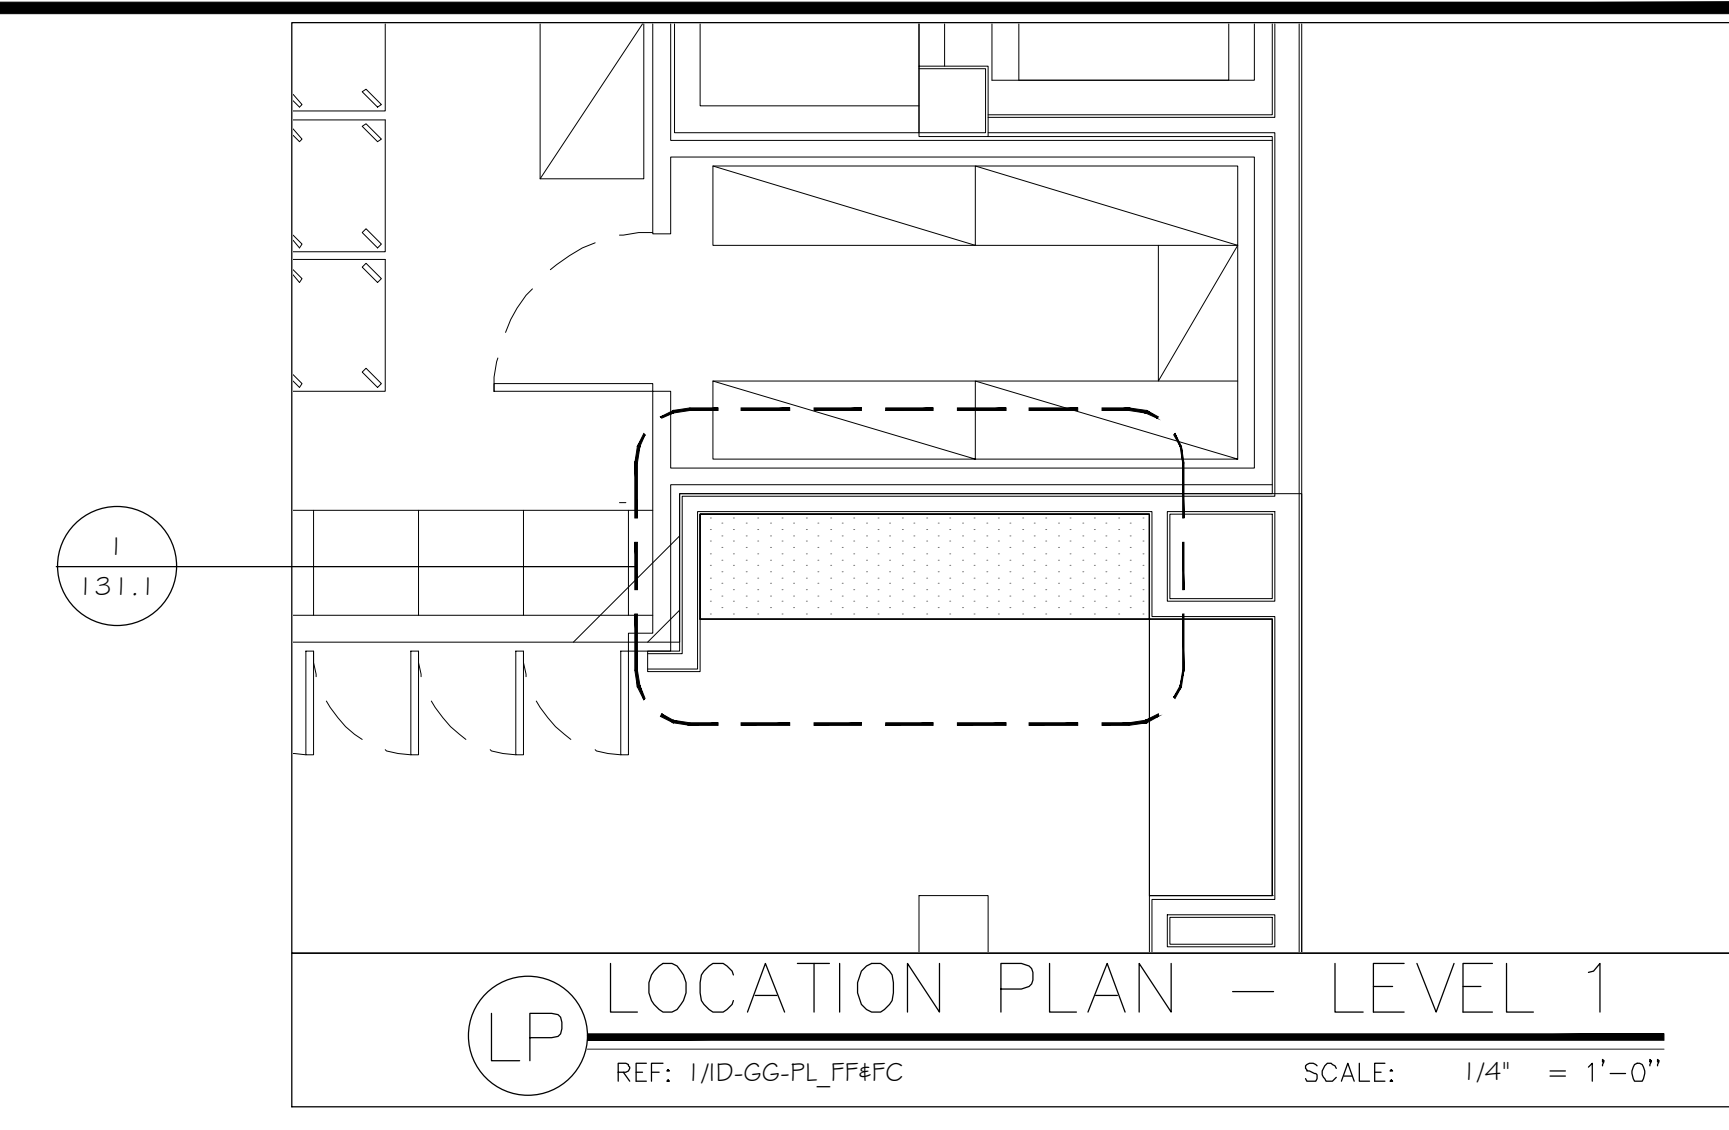 1
131.1
LOCATION PLAN - LEVEL 1
LP
REF: 1/ID-GG-PL_FF&FC SCALE: 1/4" = 1'-0"